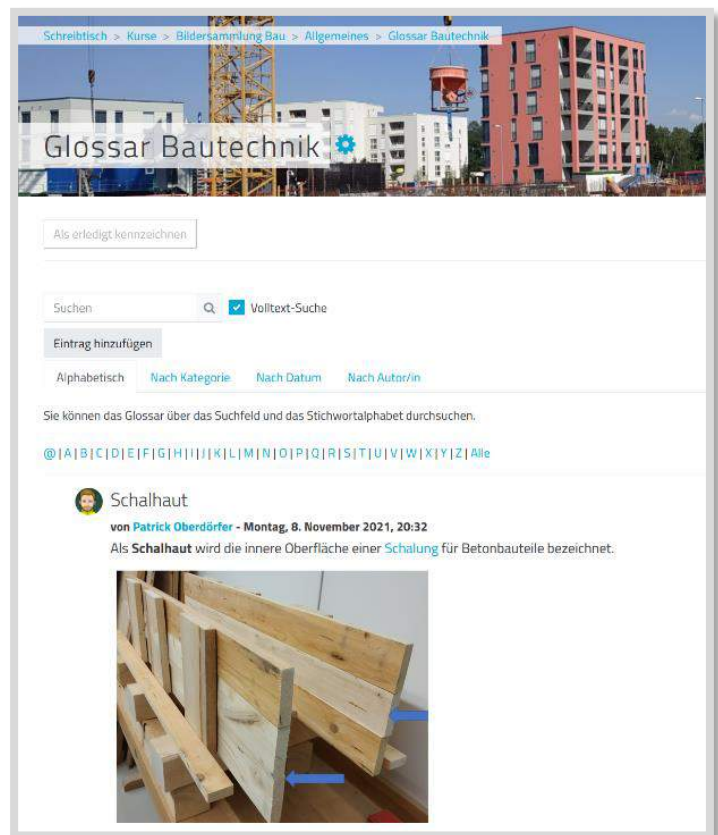 Schreibtisch > Kurse > Bildersammlung Bau > Allgemeines > Glossar Bautechnik
Glossar Bautechnik
Als erledigt kennzeichnen
Suchen Volltext-Suche
Eintrag hinzufügen
Alphabetisch Nach Kategorie Nach Datum Nach Autor/in
Sie können das Glossar über das Suchfeld und das Stichwortalphabet durchsuchen.
@ | A | B | C | D | E | F | G | H | I | J | K | L | M | N | O | P | Q | R | S | T | U | V | W | X | Y | Z | Alle
Schalhaut
von Patrick Oberdörfer - Montag, 8. November 2021, 20:32
Als Schalhaut wird die innere Oberfläche einer Schalung für Betonbauteile bezeichnet.